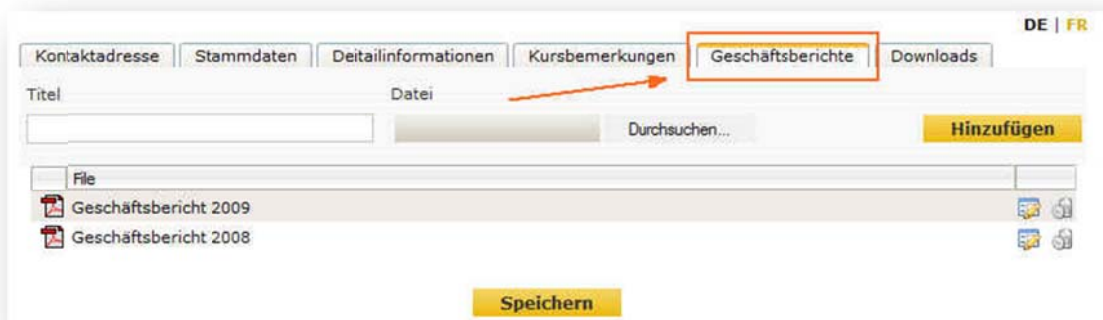 DE | FR
Kontaktadresse Stammdaten Deitailinformationen Kursbemerkungen Geschäftsberichte Downloads
Titel Datei
Durchsuchen... Hinzufügen
File
Geschäftsbericht 2009
Geschäftsbericht 2008
Speichern